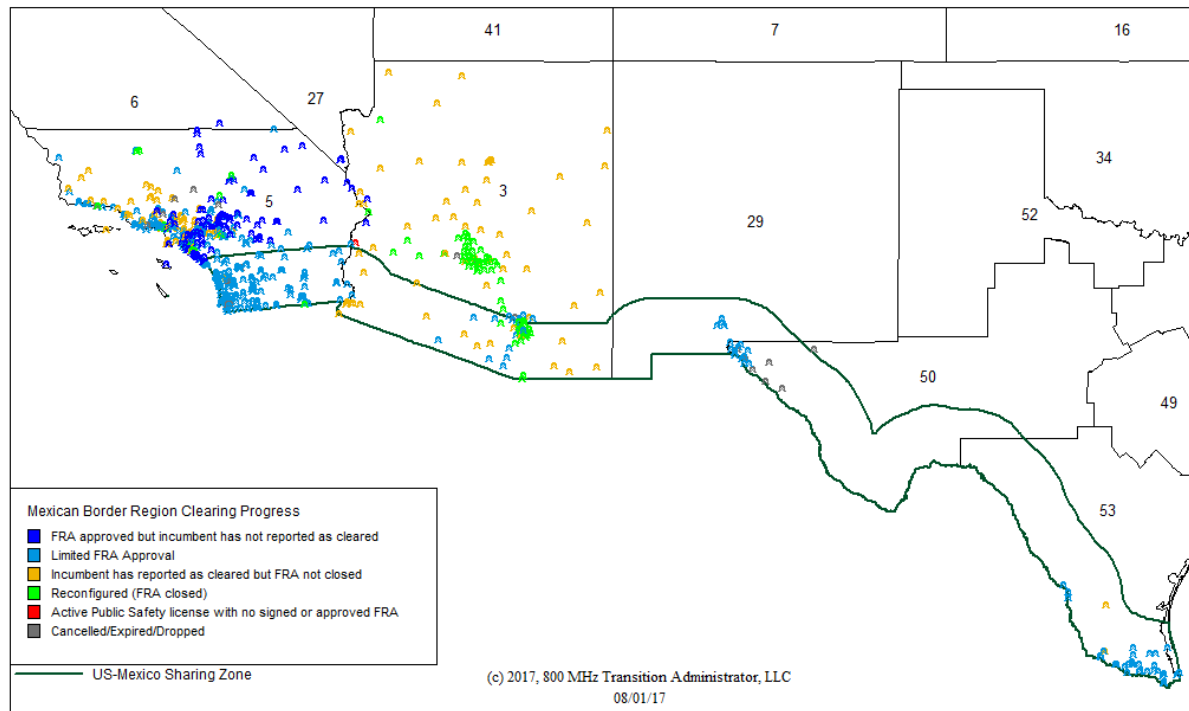 41
7
16
6
27
34
3
5
29
52
50
49
53
Mexican Border Region Clearing Progress
FRA approved but incumbent has not reported as cleared
Limited FRA Approval
Incumbent has reported as cleared but FRA not closed
Reconfigured (FRA closed)
Active Public Safety license with no signed or approved FRA
Cancelled/Expired/Dropped
US-Mexico Sharing Zone
(c) 2017, 800 MHz Transition Administrator, LLC
08/01/17